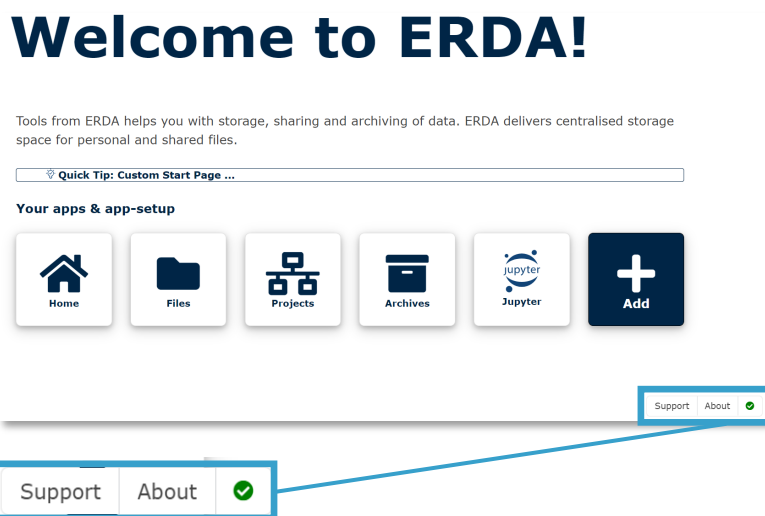 Welcome to ERDA!
Tools from ERDA helps you with storage, sharing and archiving of data. ERDA delivers centralised storage
space for personal and shared files.
Quick Tip: Custom Start Page ...
Your apps & app-setup
Home Files Projects Archives jupyter Jupyter Add
Support About
Support About